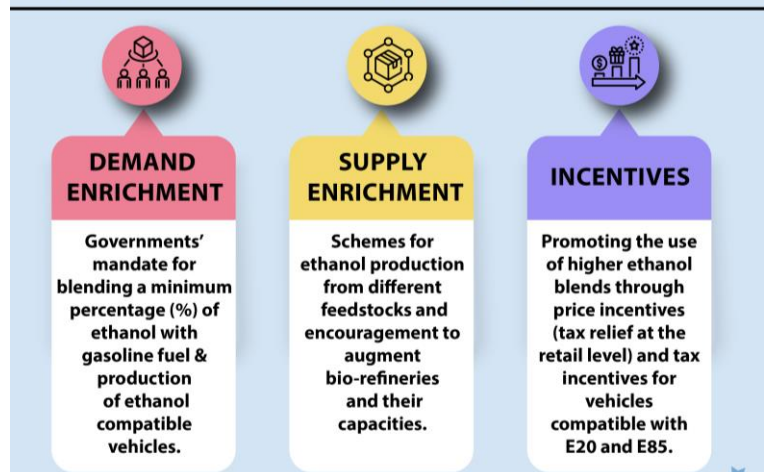 DEMAND
ENRICHMENT
Governments'
mandate for
blending a minimum
percentage (%) of
ethanol with
gasoline fuel &
production
of ethanol
compatible
vehicles.
SUPPLY
ENRICHMENT
Schemes for
ethanol production
from different
feedstocks and
encouragement to
augment
bio-refineries
and their
capacities.
INCENTIVES
Promoting the use
of higher ethanol
blends through
price incentives
(tax relief at the
retail level) and tax
incentives for
vehicles
compatible with
E20 and E85.